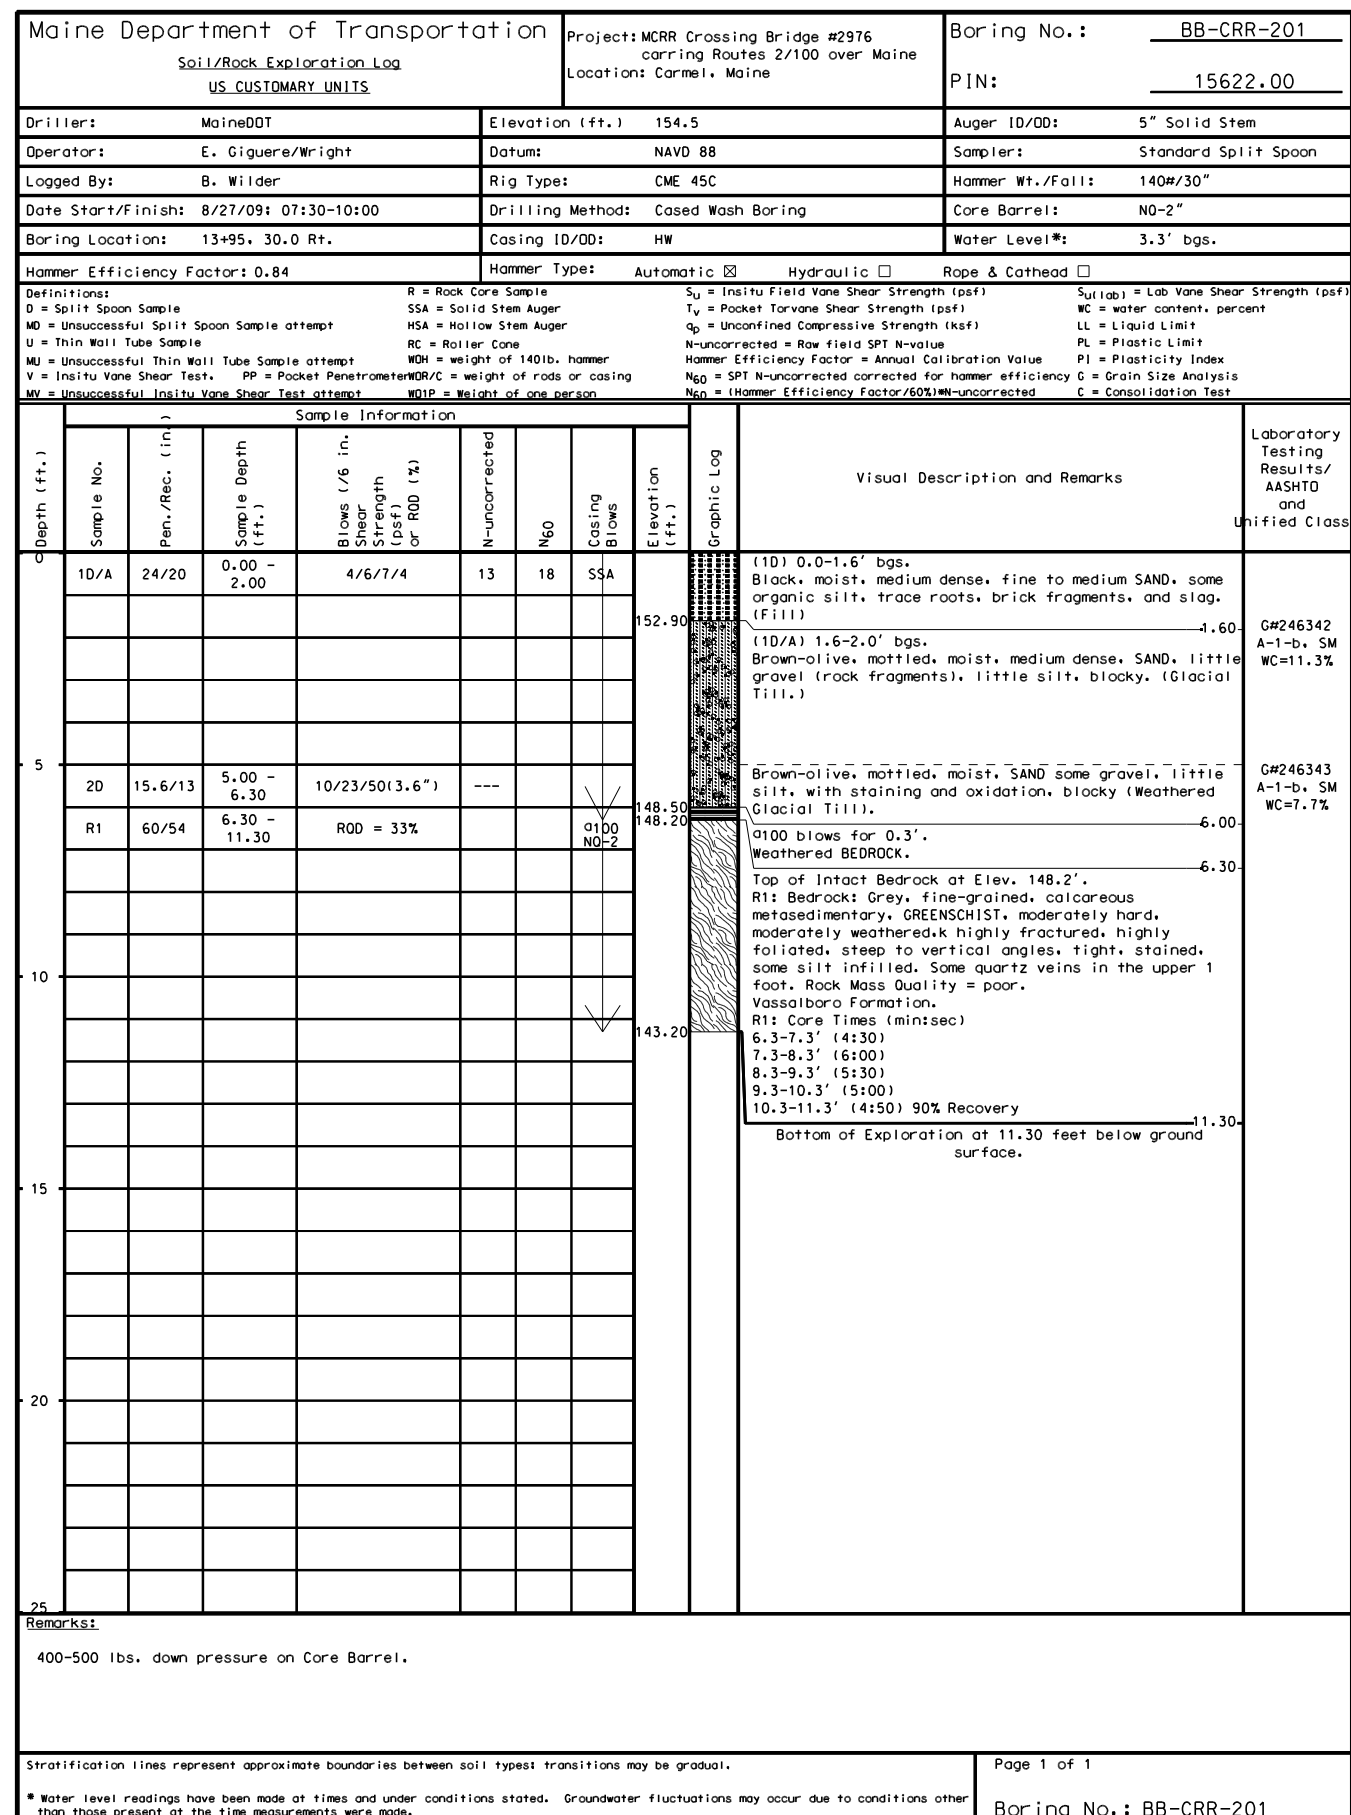 Maine Department of Transportation
Soil/Rock Exploration Log
US CUSTOMARY UNITS
Project: MCRR Crossing Bridge #2976
carring Routes 2/100 over Maine
Location: Carmel, Maine
Boring No.: BB-CRR-201
PIN: 15622.00
Driller: MaineDOT
Elevation (ft.) 154.5
Auger ID/OD: 5" Solid Stem
Operator: E. Giguere/Wright
Datum: NAVD 88
Sampler: Standard Split Spoon
Logged By: B. Wilder
Rig Type: CME 45C
Hammer Wt./Fall: 140#/30"
Date Start/Finish: 8/27/09; 07:30-10:00
Drilling Method: Cased Wash Boring
Core Barrel: NQ-2"
Boring Location: 13+95, 30.0 Rt.
Casing ID/OD: HW
Water Level*: 3.3' bgs.
Hammer Efficiency Factor: 0.84
Hammer Type: Automatic ☒ Hydraulic ☐ Rope & Cathead ☐
Definitions:
D = Split Spoon Sample
MD = Unsuccessful Split Spoon Sample attempt
U = Thin Wall Tube Sample
MU = Unsuccessful Thin Wall Tube Sample attempt
V = Insitu Vane Shear Test, PP = Pocket Penetrometer
MV = Unsuccessful Insitu Vane Shear Test attempt
R = Rock Core Sample
SSA = Solid Stem Auger
HSA = Hollow Stem Auger
RC = Roller Cone
WOH = weight of 140lb. hammer
WOR/C = weight of rods or casing
WO1P = Weight of one person
Su = Insitu Field Vane Shear Strength (psf)
Tv = Pocket Torvane Shear Strength (psf)
qp = Unconfined Compressive Strength (ksf)
N-uncorrected = Raw field SPT N-value
Hammer Efficiency Factor = Annual Calibration Value
N60 = SPT N-uncorrected corrected for hammer efficiency
N60 = (Hammer Efficiency Factor/60%)*N-uncorrected
Su(lab) = Lab Vane Shear Strength (psf)
WC = water content, percent
LL = Liquid Limit
PL = Plastic Limit
PI = Plasticity Index
G = Grain Size Analysis
C = Consolidation Test
Sample Information
Depth (ft.)
Sample No.
Pen./Rec. (in.)
Sample Depth
(ft.)
Blows (/6 in.
Shear
Strength
(psf)
or RQD (%)
N-uncorrected
N60
Casing
Blows
Elevation
(ft.)
Graphic Log
Visual Description and Remarks
Laboratory
Testing
Results/
AASHTO
and
Unified Class
0
1D/A 24/20 0.00 -
2.00 4/6/7/4 13 18 SSA
(1D) 0.0-1.6' bgs.
Black, moist, medium dense, fine to medium SAND, some
organic silt, trace roots, brick fragments, and slag.
(Fill)
152.90
1.60
(1D/A) 1.6-2.0' bgs.
Brown-olive, mottled, moist, medium dense, SAND, little
gravel (rock fragments), little silt, blocky. (Glacial
Till.)
G#246342
A-1-b, SM
WC=11.3%
5
2D 15.6/13 5.00 -
6.30 10/23/50(3.6") ---
Brown-olive, mottled, moist, SAND some gravel, little
silt, with staining and oxidation, blocky (Weathered
Glacial Till).
G#246343
A-1-b, SM
WC=7.7%
148.50
6.00
R1 60/54 6.30 -
11.30 RQD = 33% a100
NQ-2
148.20
a100 blows for 0.3'.
Weathered BEDROCK.
6.30
Top of Intact Bedrock at Elev. 148.2'.
R1: Bedrock: Grey, fine-grained, calcareous
metasedimentary, GREENSCHIST, moderately hard,
moderately weathered,k highly fractured, highly
foliated, steep to vertical angles, tight, stained,
some silt infilled. Some quartz veins in the upper 1
foot. Rock Mass Quality = poor.
Vassalboro Formation.
R1: Core Times (min:sec)
6.3-7.3' (4:30)
7.3-8.3' (6:00)
8.3-9.3' (5:30)
9.3-10.3' (5:00)
10.3-11.3' (4:50) 90% Recovery
10
143.20
11.30
Bottom of Exploration at 11.30 feet below ground
surface.
15
20
25
Remarks:
400-500 lbs. down pressure on Core Barrel.
Stratification lines represent approximate boundaries between soil types; transitions may be gradual.
* Water level readings have been made at times and under conditions stated. Groundwater fluctuations may occur due to conditions other
than those present at the time measurements were made.
Page 1 of 1
Boring No.: BB-CRR-201